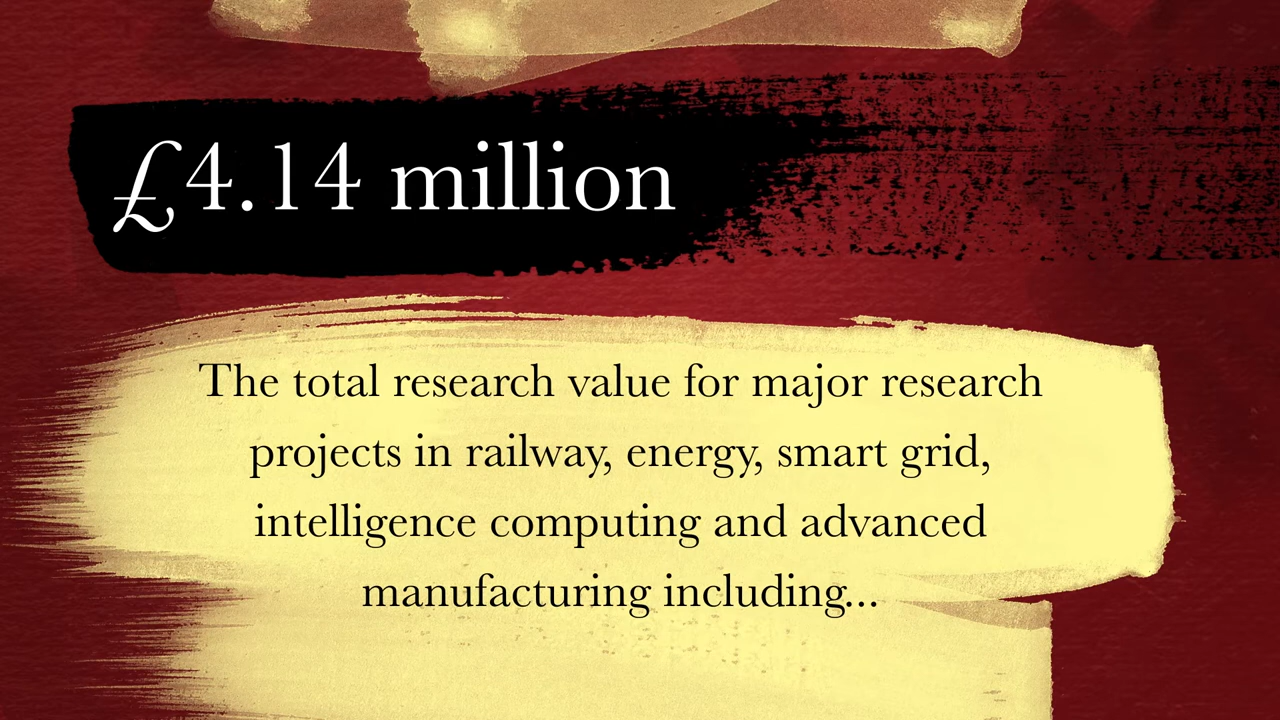 £4.14 million
The total research value for major research
projects in railway, energy, smart grid,
intelligence computing and advanced
manufacturing including...